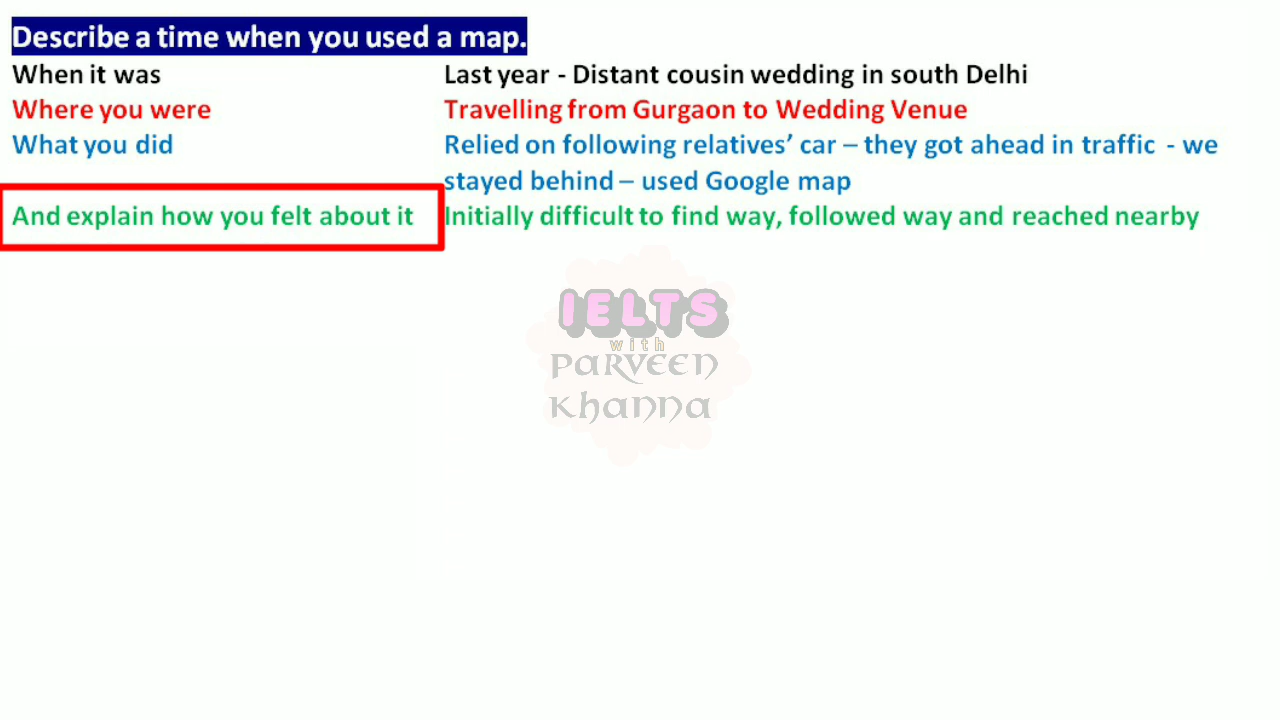 Describe a time when you used a map.
When it was Last year - Distant cousin wedding in south Delhi
Where you were Travelling from Gurgaon to Wedding Venue
What you did Relied on following relatives’ car – they got ahead in traffic - we
stayed behind – used Google map
And explain how you felt about it Initially difficult to find way, followed way and reached nearby
IELTS
with
PARVEEN
Khanna